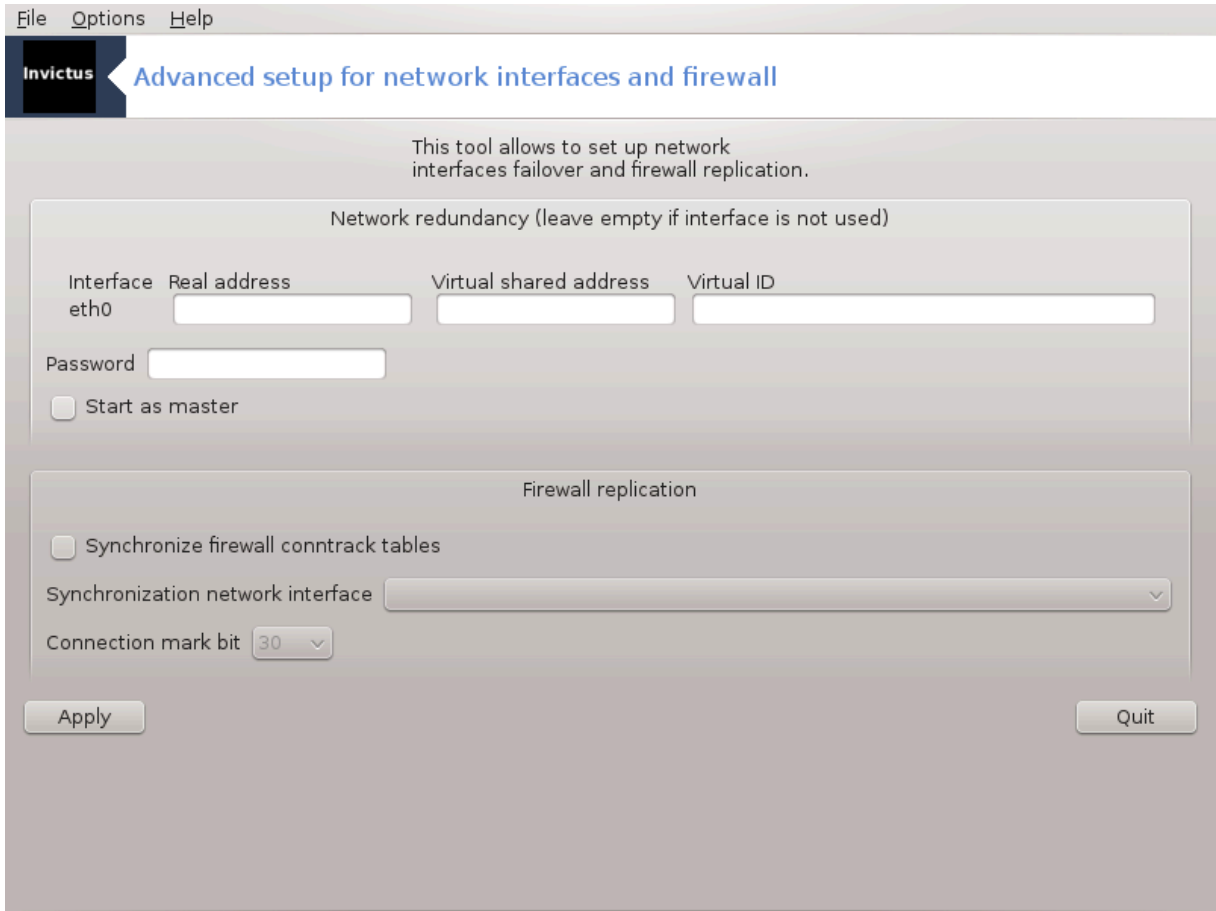 File Options Help
Invictus
Advanced setup for network interfaces and firewall
This tool allows to set up network
interfaces failover and firewall replication.
Network redundancy (leave empty if interface is not used)
Interface Real address Virtual shared address Virtual ID
eth0
Password
Start as master
Firewall replication
Synchronize firewall conntrack tables
Synchronization network interface
Connection mark bit 30
Apply Quit